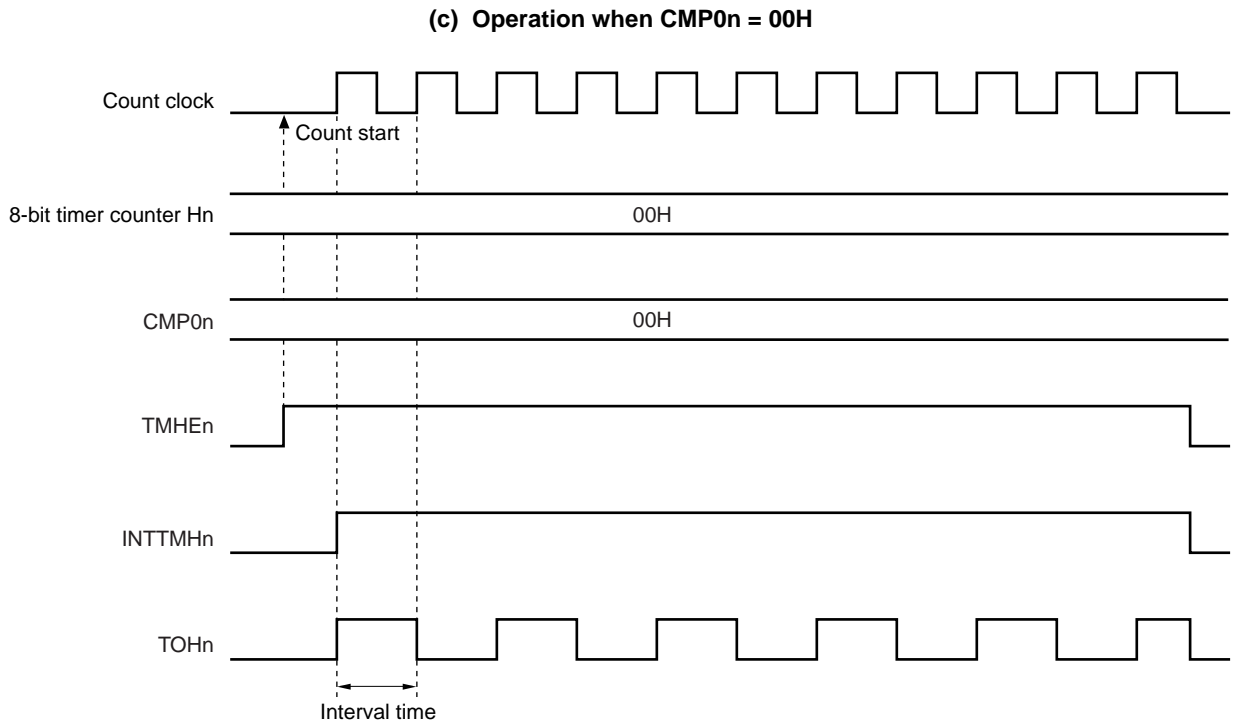 (c) Operation when CMP0n = 00H
Count clock
Count start
8-bit timer counter Hn
00H
CMP0n
00H
TMHEn
INTTMHn
TOHn
Interval time